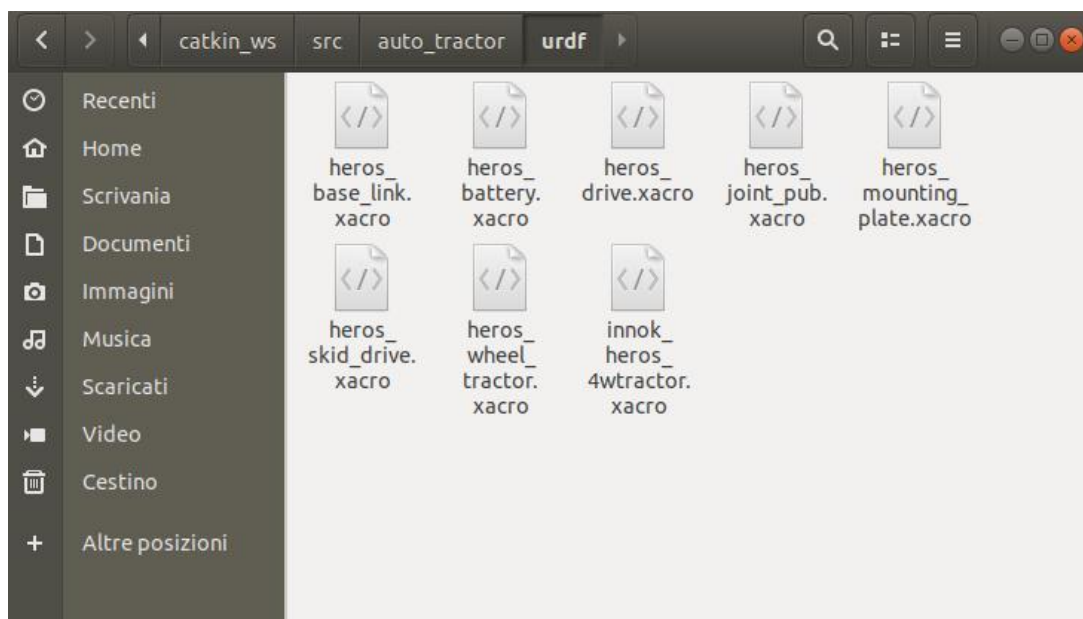 catkin_ws src auto_tractor urdf
Recenti
Home
Scrivania
Documenti
Immagini
Musica
Scaricati
Video
Cestino
Altre posizioni
heros_
base_link.
xacro
heros_
battery.
xacro
heros_
drive.xacro
heros_
joint_pub.
xacro
heros_
mounting_
plate.xacro
heros_
skid_drive.
xacro
heros_
wheel_
tractor.
xacro
innok_
heros_
4wtractor.
xacro